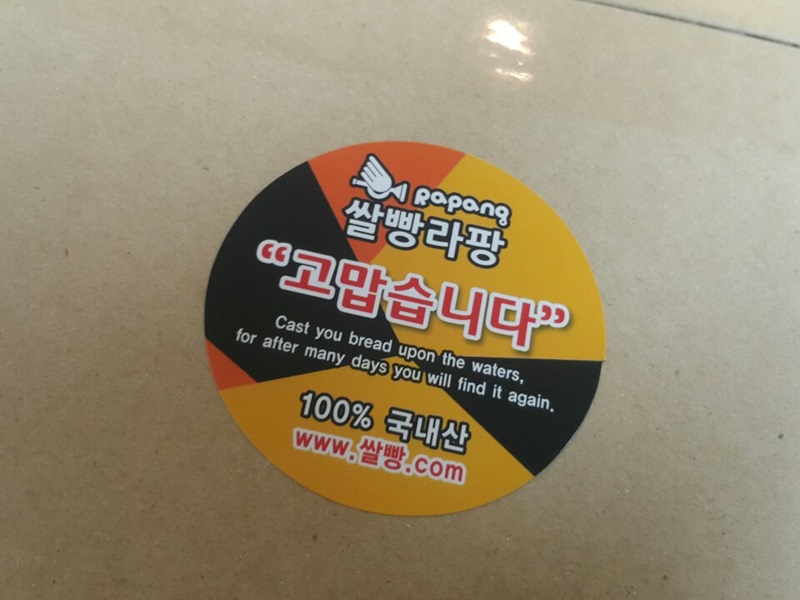 Rapang
쌀빵라팡
“고맙습니다”
Cast you bread upon the waters,
for after many days you will find it again.
100% 국내산
www.쌀빵.com